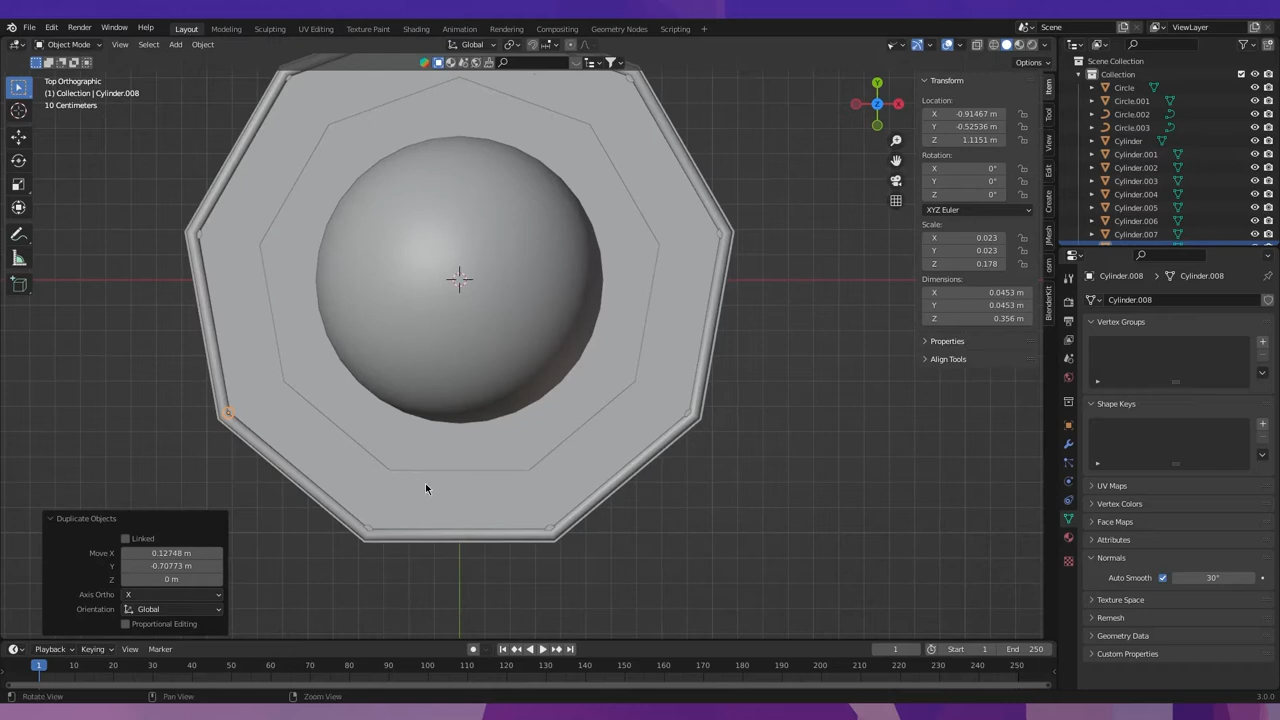 File Edit Render Window Help Layout Modeling Sculpting UV Editing Texture Paint Shading Animation Rendering Compositing Geometry Nodes Scripting Scene ViewLayer
Object Mode View Select Add Object Global
Options
Top Orthographic
(1) Collection | Cylinder.008
10 Centimeters
Y
Z
X
Transform
Location:
X -0.91467 m
Y -0.52536 m
Z 1.1151 m
Rotation:
X 0°
Y 0°
Z 0°
XYZ Euler
Scale:
X 0.023
Y 0.023
Z 0.178
Dimensions:
X 0.0453 m
Y 0.0453 m
Z 0.356 m
Properties
Align Tools
Item
Tool
View
Edit
Create
JMesh
osm
BlenderKit
Collection
Circle
Circle.001
Circle.002
Circle.003
Cylinder
Cylinder.001
Cylinder.002
Cylinder.003
Cylinder.004
Cylinder.005
Cylinder.006
Cylinder.007
Cylinder.008 Cylinder.008
Cylinder.008
Vertex Groups
Shape Keys
UV Maps
Vertex Colors
Face Maps
Attributes
Normals
Auto Smooth 30°
Texture Space
Remesh
Geometry Data
Custom Properties
Duplicate Objects
Linked
Move X 0.12748 m
Y -0.70773 m
Z 0 m
Axis Ortho X
Orientation Global
Proportional Editing
Playback Keying View Marker 1 Start 1 End 250
1 10 20 30 40 50 60 70 80 90 100 110 120 130 140 150 160 170 180 190 200 210 220 230 240 250
Rotate View Pan View Zoom View 3.0.0